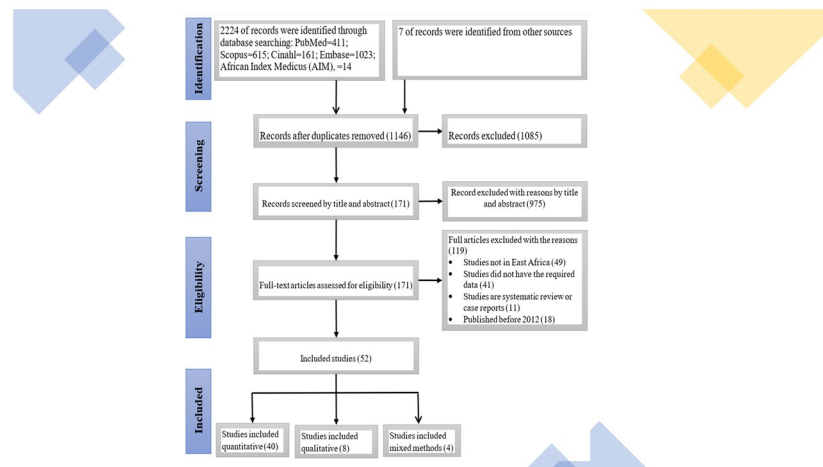 Identification
2224 of records were identified through
database searching: PubMed=411;
Scopus=615; Cinahl=161; Embase=1023;
African Index Medicus (AIM), =14
7 of records were identified from other sources
Screening
Records after duplicates removed (1146)
Records excluded (1085)
Records screened by title and abstract (171)
Record excluded with reasons by title
and abstract (975)
Eligibility
Full-text articles assessed for eligibility (171)
Full articles excluded with the reasons
(119)
• Studies not in East Africa (49)
• Studies did not have the required
data (41)
• Studies are systematic review or
case reports (11)
• Published before 2012 (18)
Included studies (52)
Included
Studies included
quantitative (40)
Studies included
qualitative (8)
Studies included
mixed methods (4)